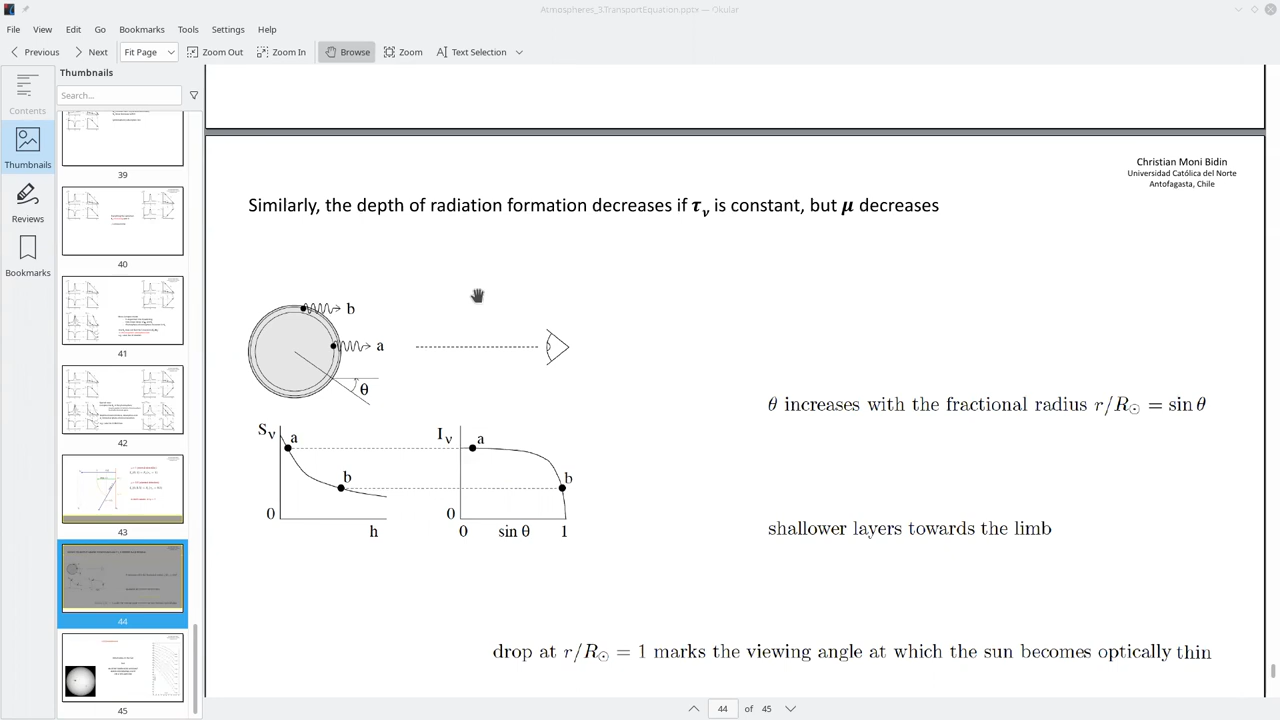 Atmospheres_3.TransportEquation.pptx — Okular
File View Edit Go Bookmarks Tools Settings Help
Previous Next Fit Page Zoom Out Zoom In Browse Zoom Text Selection
Thumbnails
Search...
Contents
Thumbnails
Reviews
Bookmarks
39
40
41
42
43
44
45
Christian Moni Bidin
Universidad Católica del Norte
Antofagasta, Chile
Similarly, the depth of radiation formation decreases if τν is constant, but μ decreases
b
a
θ
θ increases with the fractional radius r/R☉ = sin θ
Sν a Iν a
b b
0 0
h 0 sin θ 1
shallower layers towards the limb
drop at r/R☉ = 1 marks the viewing angle at which the sun becomes optically thin
44 of 45